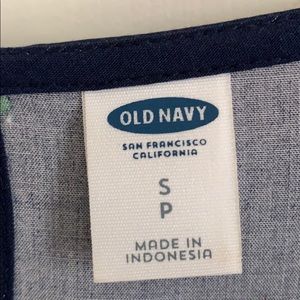 OLD NAVY
SAN FRANCISCO
CALIFORNIA
S
P
MADE IN
INDONESIA